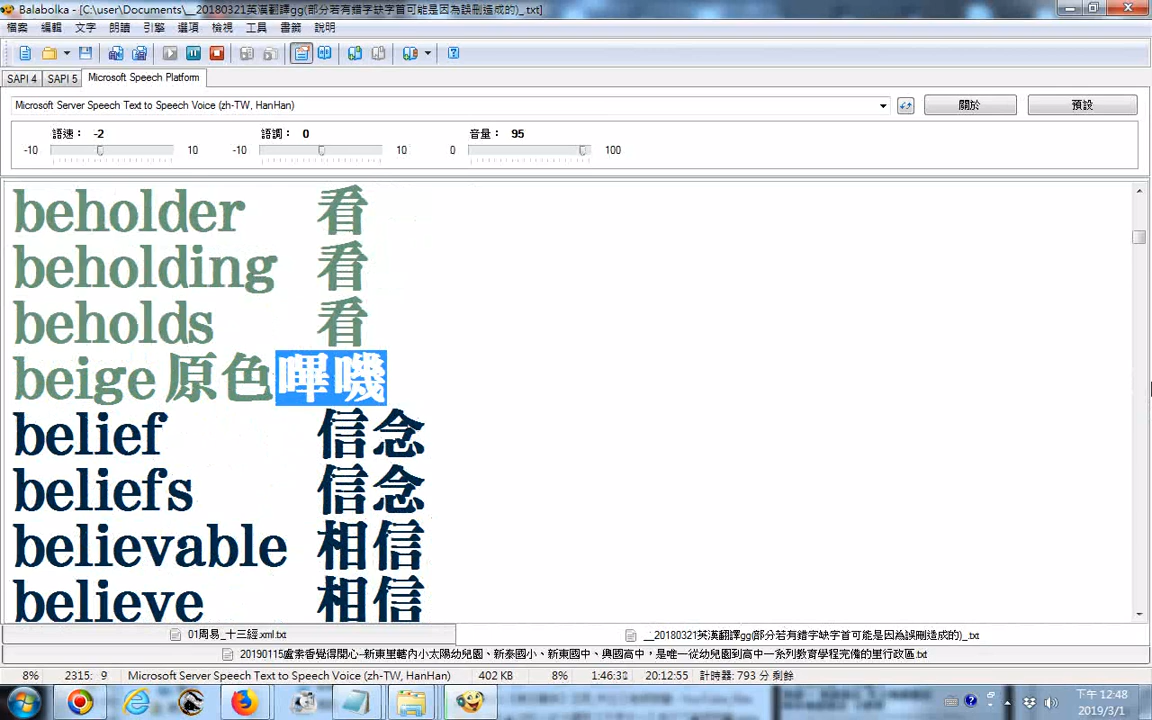 Balabolka - [C:\user\Documents\__20180321英漢翻譯gg(部分若有錯字缺字首可能是因為誤刪造成的)_.txt]
檔案 編輯 文字 朗讀 引擎 選項 檢視 工具 書籤 說明
SAPI 4 SAPI 5 Microsoft Speech Platform
Microsoft Server Speech Text to Speech Voice (zh-TW, HanHan) 關於 預設
語速： -2 語調： 0 音量： 95
-10 10 -10 10 0 100
beholder 看
beholding 看
beholds 看
beige 原色嗶嘰
belief 信念
beliefs 信念
believable 相信
believe 相信
01周易_十三經.xml.txt __20180321英漢翻譯gg(部分若有錯字缺字首可能是因為誤刪造成的)_.txt
20190115盧素香覺得開心--新東里轄內小太陽幼兒園、新泰國小、新東國中、興國高中，是唯一從幼兒園到高中一系列教育學程完備的里行政區.txt
8% 2315: 9 Microsoft Server Speech Text to Speech Voice (zh-TW, HanHan) 402 KB 8% 20:12:55 計時器: 793 分 剩餘
下午 12:48
2019/3/1